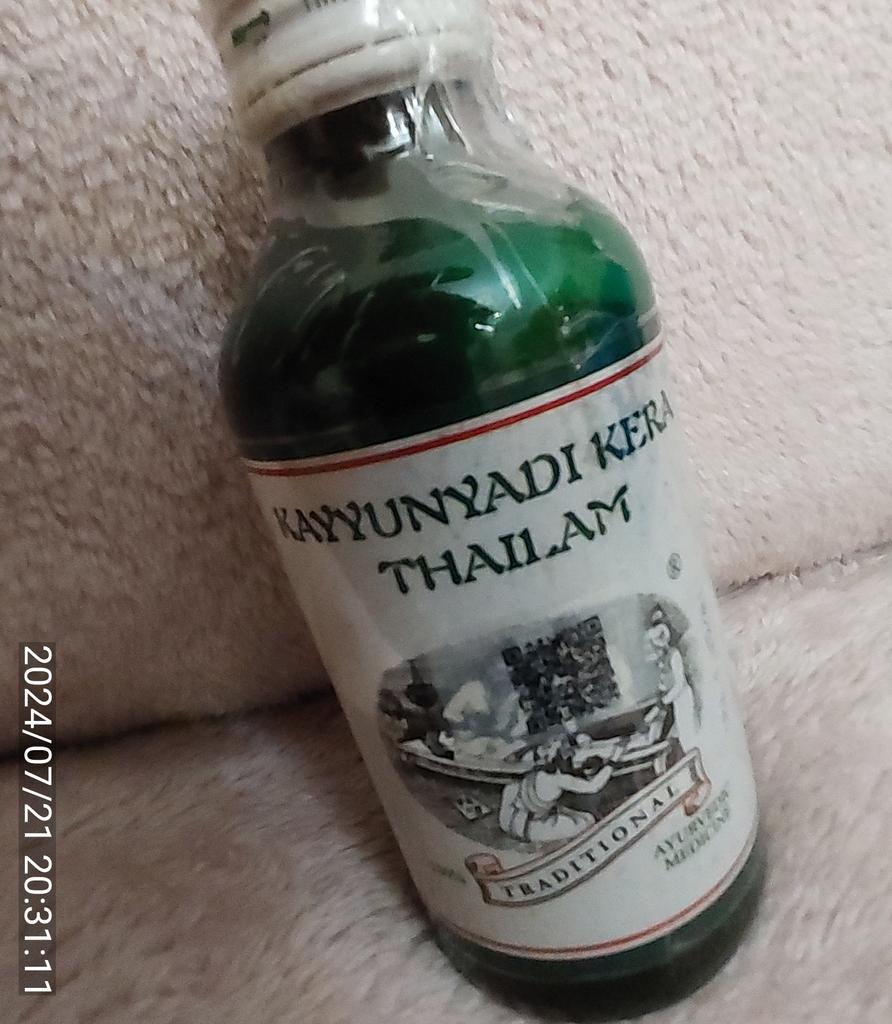 KAYYUNYADI KERA
THAILAM
®
TRADITIONAL
AYURVEDIC
MEDICINE
2024/07/21 20:31:11